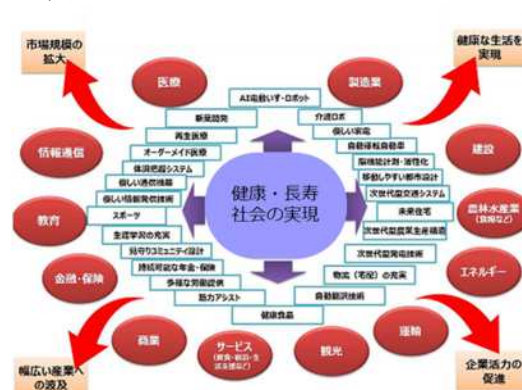 市場規模の
拡大
健康な生活を
実現
医療
製造業
AI電動いす・ロボット
新薬開発
介護ロボ
再生医療
優しい家電
オーダーメイド医療
自動運転自動車
情報通信
体調把握システム
脳機能計測・活性化
建設
優しい通信機器
移動しやすい都市設計
優しい情報発信技術
次世代型交通システム
健康・長寿
社会の実現
教育
スポーツ
未来住宅
農林水産業
(食糧など)
生涯学習の充実
次世代型農業生産構造
見守りコミュニティ設計
次世代型発電技術
金融・保険
持続可能な年金・保険
物流(宅配)の充実
エネルギー
多様な労働提供
自動翻訳技術
筋力アシスト
健康食品
商業
サービス
観光
運輸
幅広い産業へ
の波及
企業活力の
促進